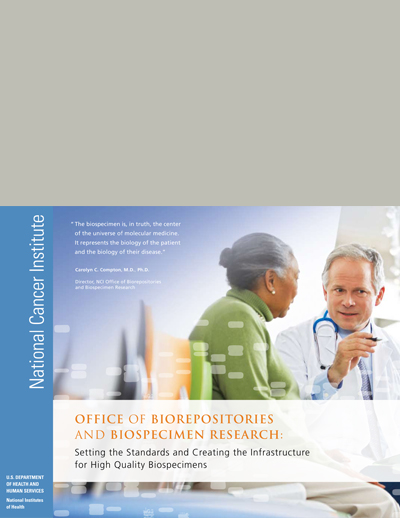 National Cancer Institute
"The biospecimen is, in truth, the center
of the universe of molecular medicine.
It represents the biology of the patient
and the biology of their disease."
Carolyn C. Compton, M.D., Ph.D.
Director, NCI Office of Biorepositories
and Biospecimen Research
OFFICE OF BIOREPOSITORIES
AND BIOSPECIMEN RESEARCH:
Setting the Standards and Creating the Infrastructure
for High Quality Biospecimens
U.S. DEPARTMENT
OF HEALTH AND
HUMAN SERVICES
National Institutes
of Health